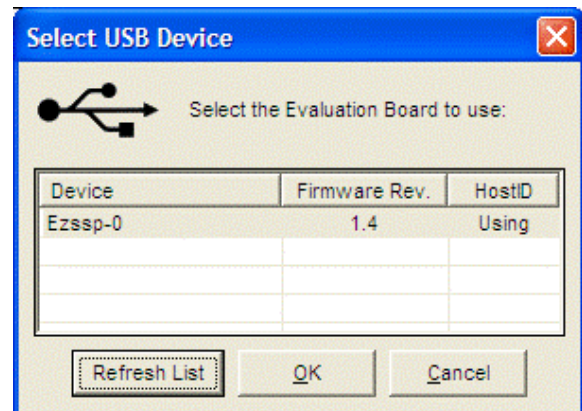 Select USB Device
Select the Evaluation Board to use:
Device Firmware Rev. HostID
Ezssp-0 1.4 Using
Refresh List OK Cancel